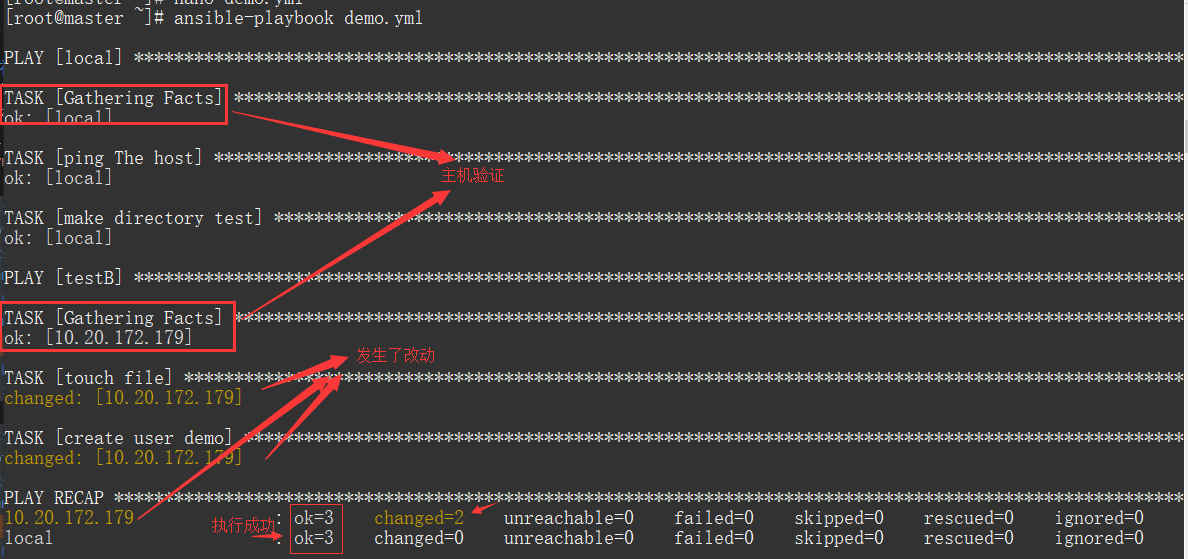 [root@master ~]# nano demo.yml
[root@master ~]# ansible-playbook demo.yml
PLAY [local] *********************************************************************************************************
TASK [Gathering Facts] ***********************************************************************************************
ok: [local]
TASK [ping The host] *************************************************************************************************
ok: [local]
主机验证
TASK [make directory test] *******************************************************************************************
ok: [local]
PLAY [testB] *********************************************************************************************************
TASK [Gathering Facts] ***********************************************************************************************
ok: [10.20.172.179]
发生了改动
TASK [touch file] ****************************************************************************************************
changed: [10.20.172.179]
TASK [create user demo] **********************************************************************************************
changed: [10.20.172.179]
PLAY RECAP ***********************************************************************************************************
10.20.172.179 : ok=3 changed=2 unreachable=0 failed=0 skipped=0 rescued=0 ignored=0
执行成功
local : ok=3 changed=0 unreachable=0 failed=0 skipped=0 rescued=0 ignored=0